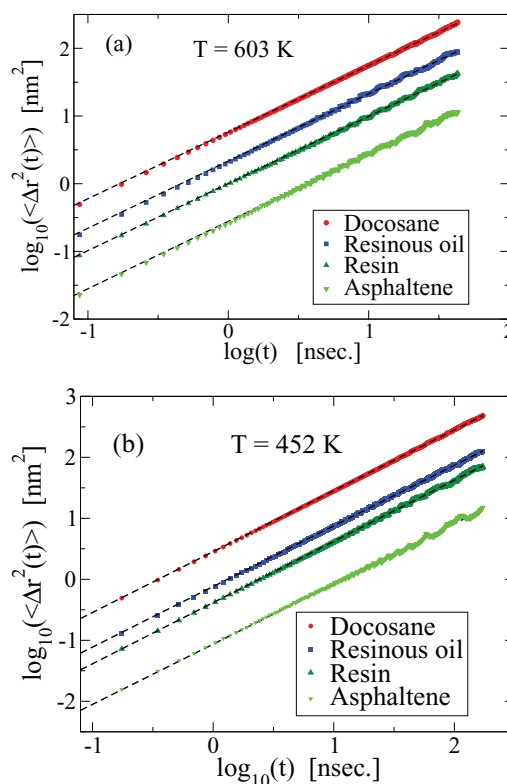 (a)
T = 603 K
log10(<Δr2(t)>) [nm2]
2
1
0
-1
-2
Docosane
Resinous oil
Resin
Asphaltene
-1
0
1
2
log(t) [nsec.]
(b)
T = 452 K
log10(<Δr2(t)>) [nm2]
3
2
1
0
-1
-2
Docosane
Resinous oil
Resin
Asphaltene
-1
0
1
2
log10(t) [nsec.]